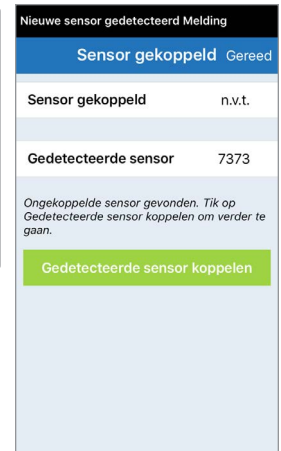 Nieuwe sensor gedetecteerd Melding
Sensor gekoppeld Gereed
Sensor gekoppeld n.v.t.
Gedetecteerde sensor 7373
Ongekoppelde sensor gevonden. Tik op
Gedetecteerde sensor koppelen om verder te
gaan.
Gedetecteerde sensor koppelen